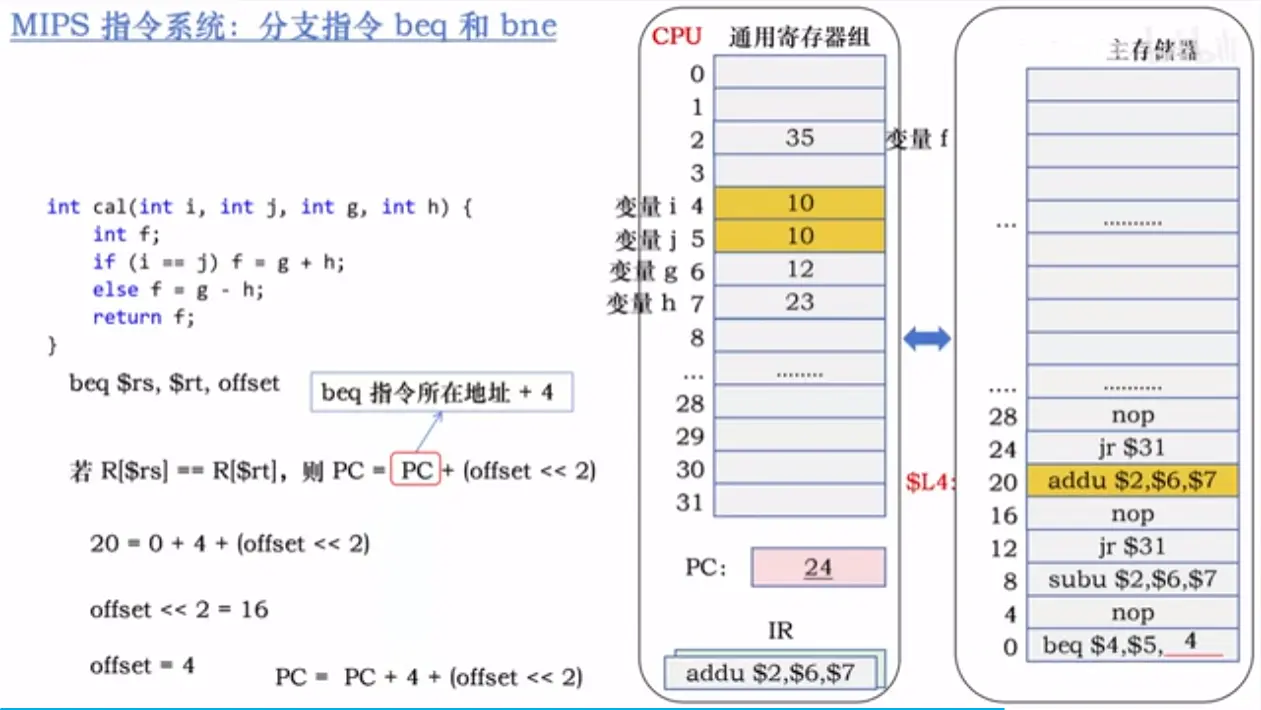 MIPS 指令系统：分支指令 beq 和 bne
int cal(int i, int j, int g, int h) {
int f;
if (i == j) f = g + h;
else f = g - h;
return f;
}
beq $rs, $rt, offset
beq 指令所在地址 + 4
若 R[$rs] == R[$rt]，则 PC = PC + (offset << 2)
20 = 0 + 4 + (offset << 2)
offset << 2 = 16
offset = 4
PC = PC + 4 + (offset << 2)
CPU 通用寄存器组
0
1
2 35 变量 f
3
变量 i 4 10
变量 j 5 10
变量 g 6 12
变量 h 7 23
8
... ........
28
29
30
31
PC： 24
IR
addu $2,$6,$7
主存储器
... ..........
.... ..........
28 nop
24 jr $31
$L4: 20 addu $2,$6,$7
16 nop
12 jr $31
8 subu $2,$6,$7
4 nop
0 beq $4,$5, 4